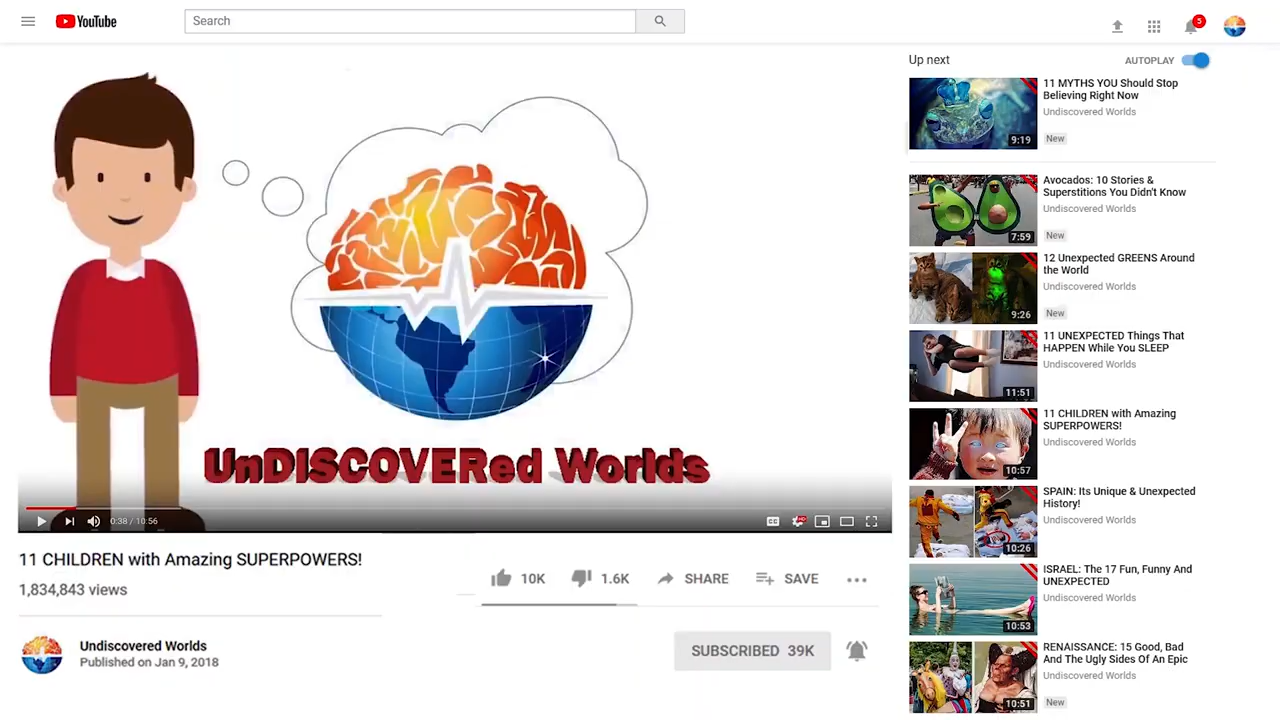 YouTube
Search
5
Up next
AUTOPLAY
11 MYTHS YOU Should Stop
Believing Right Now
Undiscovered Worlds
New
9:19
Avocados: 10 Stories &
Superstitions You Didn't Know
Undiscovered Worlds
New
7:59
12 Unexpected GREENS Around
the World
Undiscovered Worlds
New
9:26
11 UNEXPECTED Things That
HAPPEN While You SLEEP
Undiscovered Worlds
11:51
11 CHILDREN with Amazing
SUPERPOWERS!
Undiscovered Worlds
10:57
SPAIN: Its Unique & Unexpected
History!
Undiscovered Worlds
10:26
ISRAEL: The 17 Fun, Funny And
UNEXPECTED
Undiscovered Worlds
10:53
RENAISSANCE: 15 Good, Bad
And The Ugly Sides Of An Epic
Undiscovered Worlds
New
10:51
UnDISCOVERed Worlds
0:38 / 10:56
CC
HD
11 CHILDREN with Amazing SUPERPOWERS!
1,834,843 views
10K 1.6K SHARE SAVE
Undiscovered Worlds
Published on Jan 9, 2018
SUBSCRIBED 39K